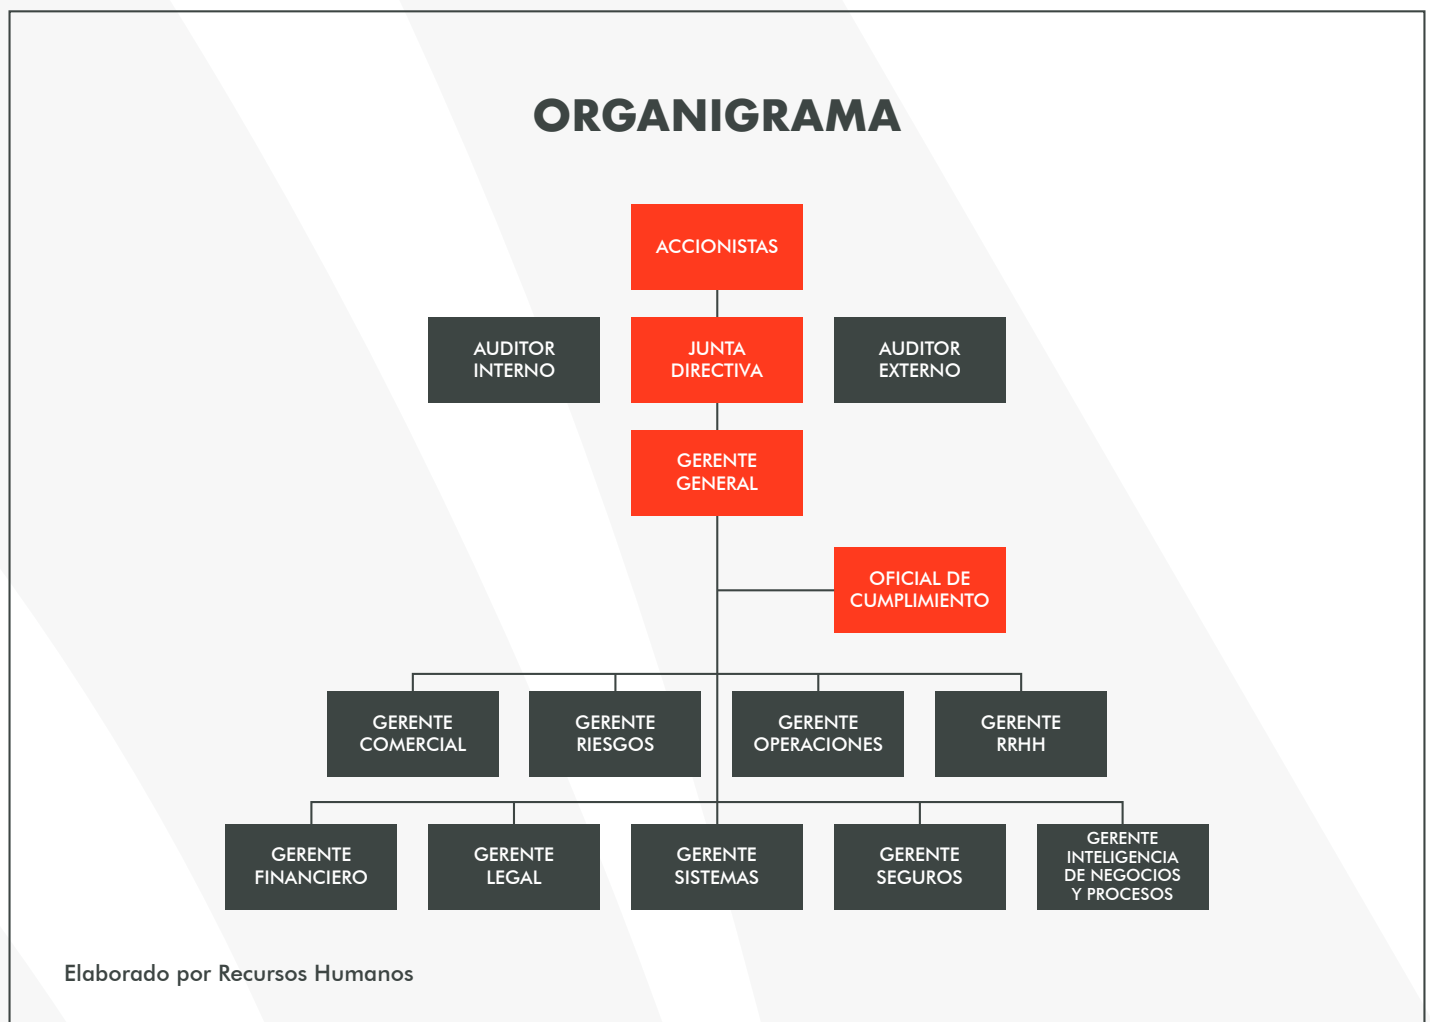 ORGANIGRAMA
ACCIONISTAS
AUDITOR
INTERNO
JUNTA
DIRECTIVA
AUDITOR
EXTERNO
GERENTE
GENERAL
OFICIAL DE
CUMPLIMIENTO
GERENTE
COMERCIAL
GERENTE
RIESGOS
GERENTE
OPERACIONES
GERENTE
RRHH
GERENTE
FINANCIERO
GERENTE
LEGAL
GERENTE
SISTEMAS
GERENTE
SEGUROS
GERENTE
INTELIGENCIA
DE NEGOCIOS
Y PROCESOS
Elaborado por Recursos Humanos